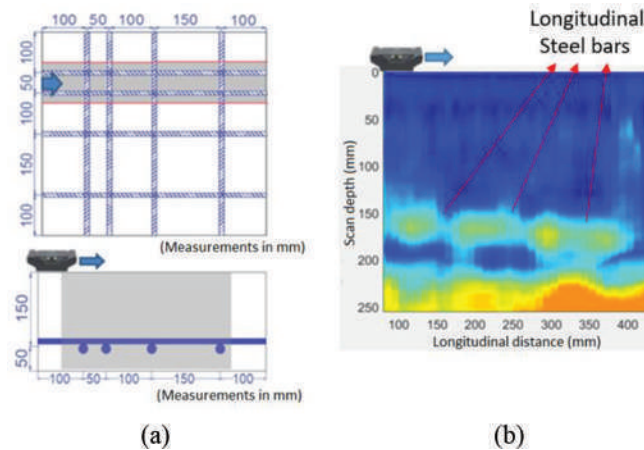 100 50 100 150 100
100
50
100
150
100
(Measurements in mm)
150
50
100 50 100 150 100
(Measurements in mm)
(a)
Longitudinal
Steel bars
0
50
100
150
200
250
Scan depth (mm)
100 150 200 250 300 350 400
Longitudinal distance (mm)
(b)